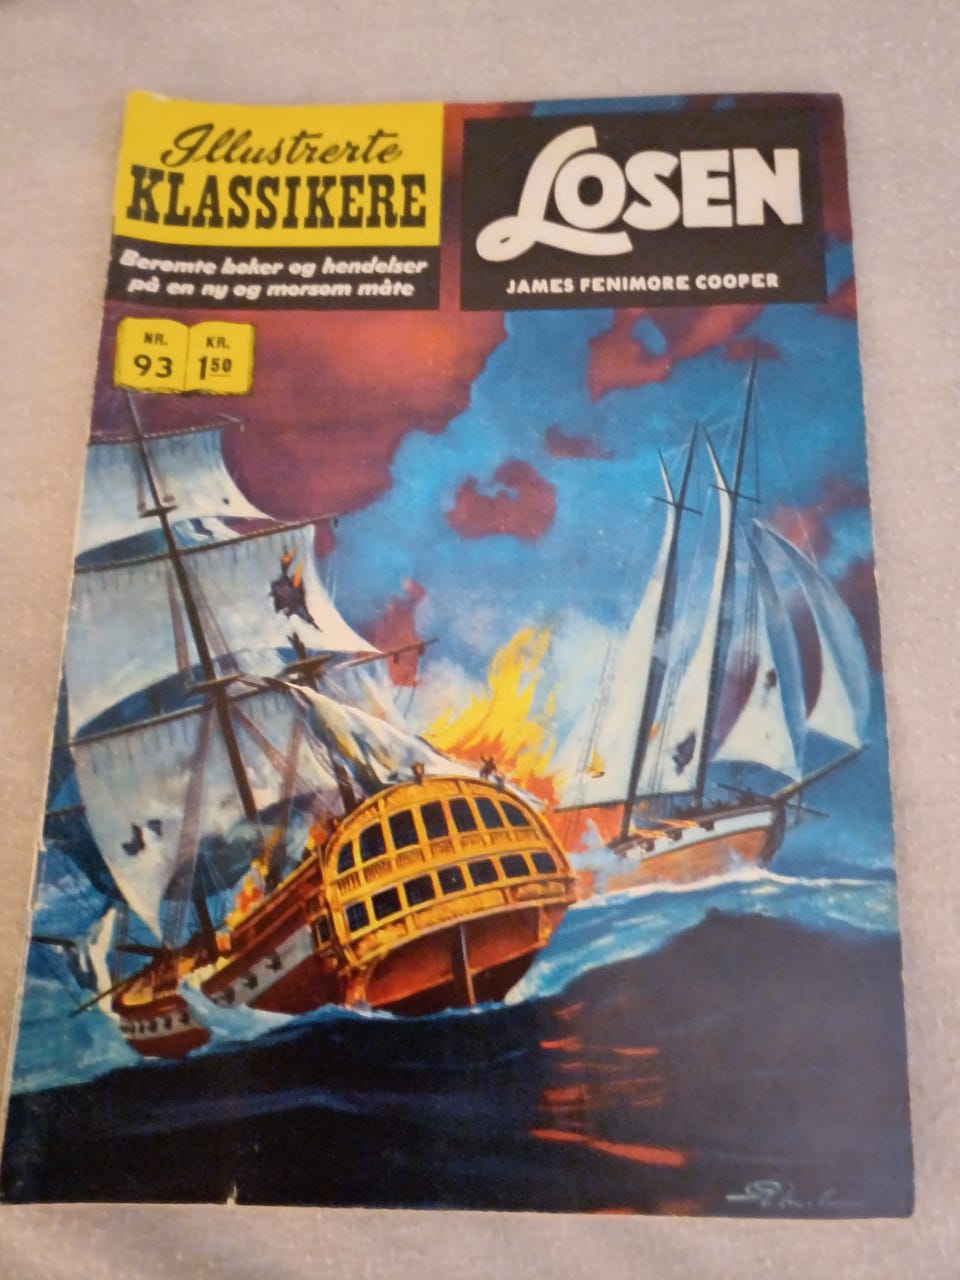 Illustrerte
KLASSIKERE
Berømte bøker og hendelser
på en ny og morsom måte
LOSEN
JAMES FENIMORE COOPER
NR. 93
KR. 1 50